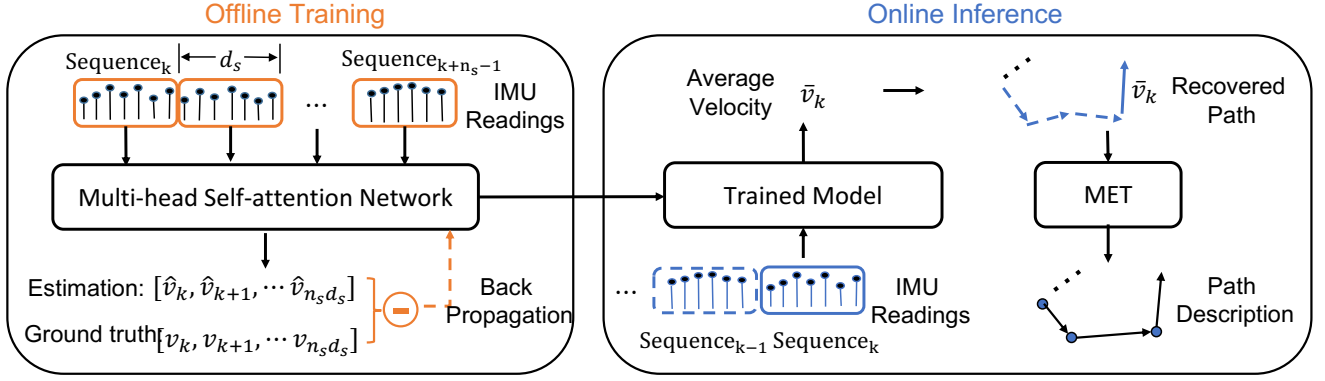 Offline Training
Online Inference
Sequence_k
d_s
Sequence_{k+n_s−1}
...
IMU
Readings
Multi-head Self-attention Network
Estimation: [v̂_k, v̂_{k+1}, ⋯ v̂_{n_s d_s}]
Ground truth: [v_k, v_{k+1}, ⋯ v_{n_s d_s}]
Back
Propagation
Average
Velocity
v̄_k
v̄_k
Recovered
Path
Trained Model
MET
...
IMU
Readings
Sequence_{k−1} Sequence_k
Path
Description